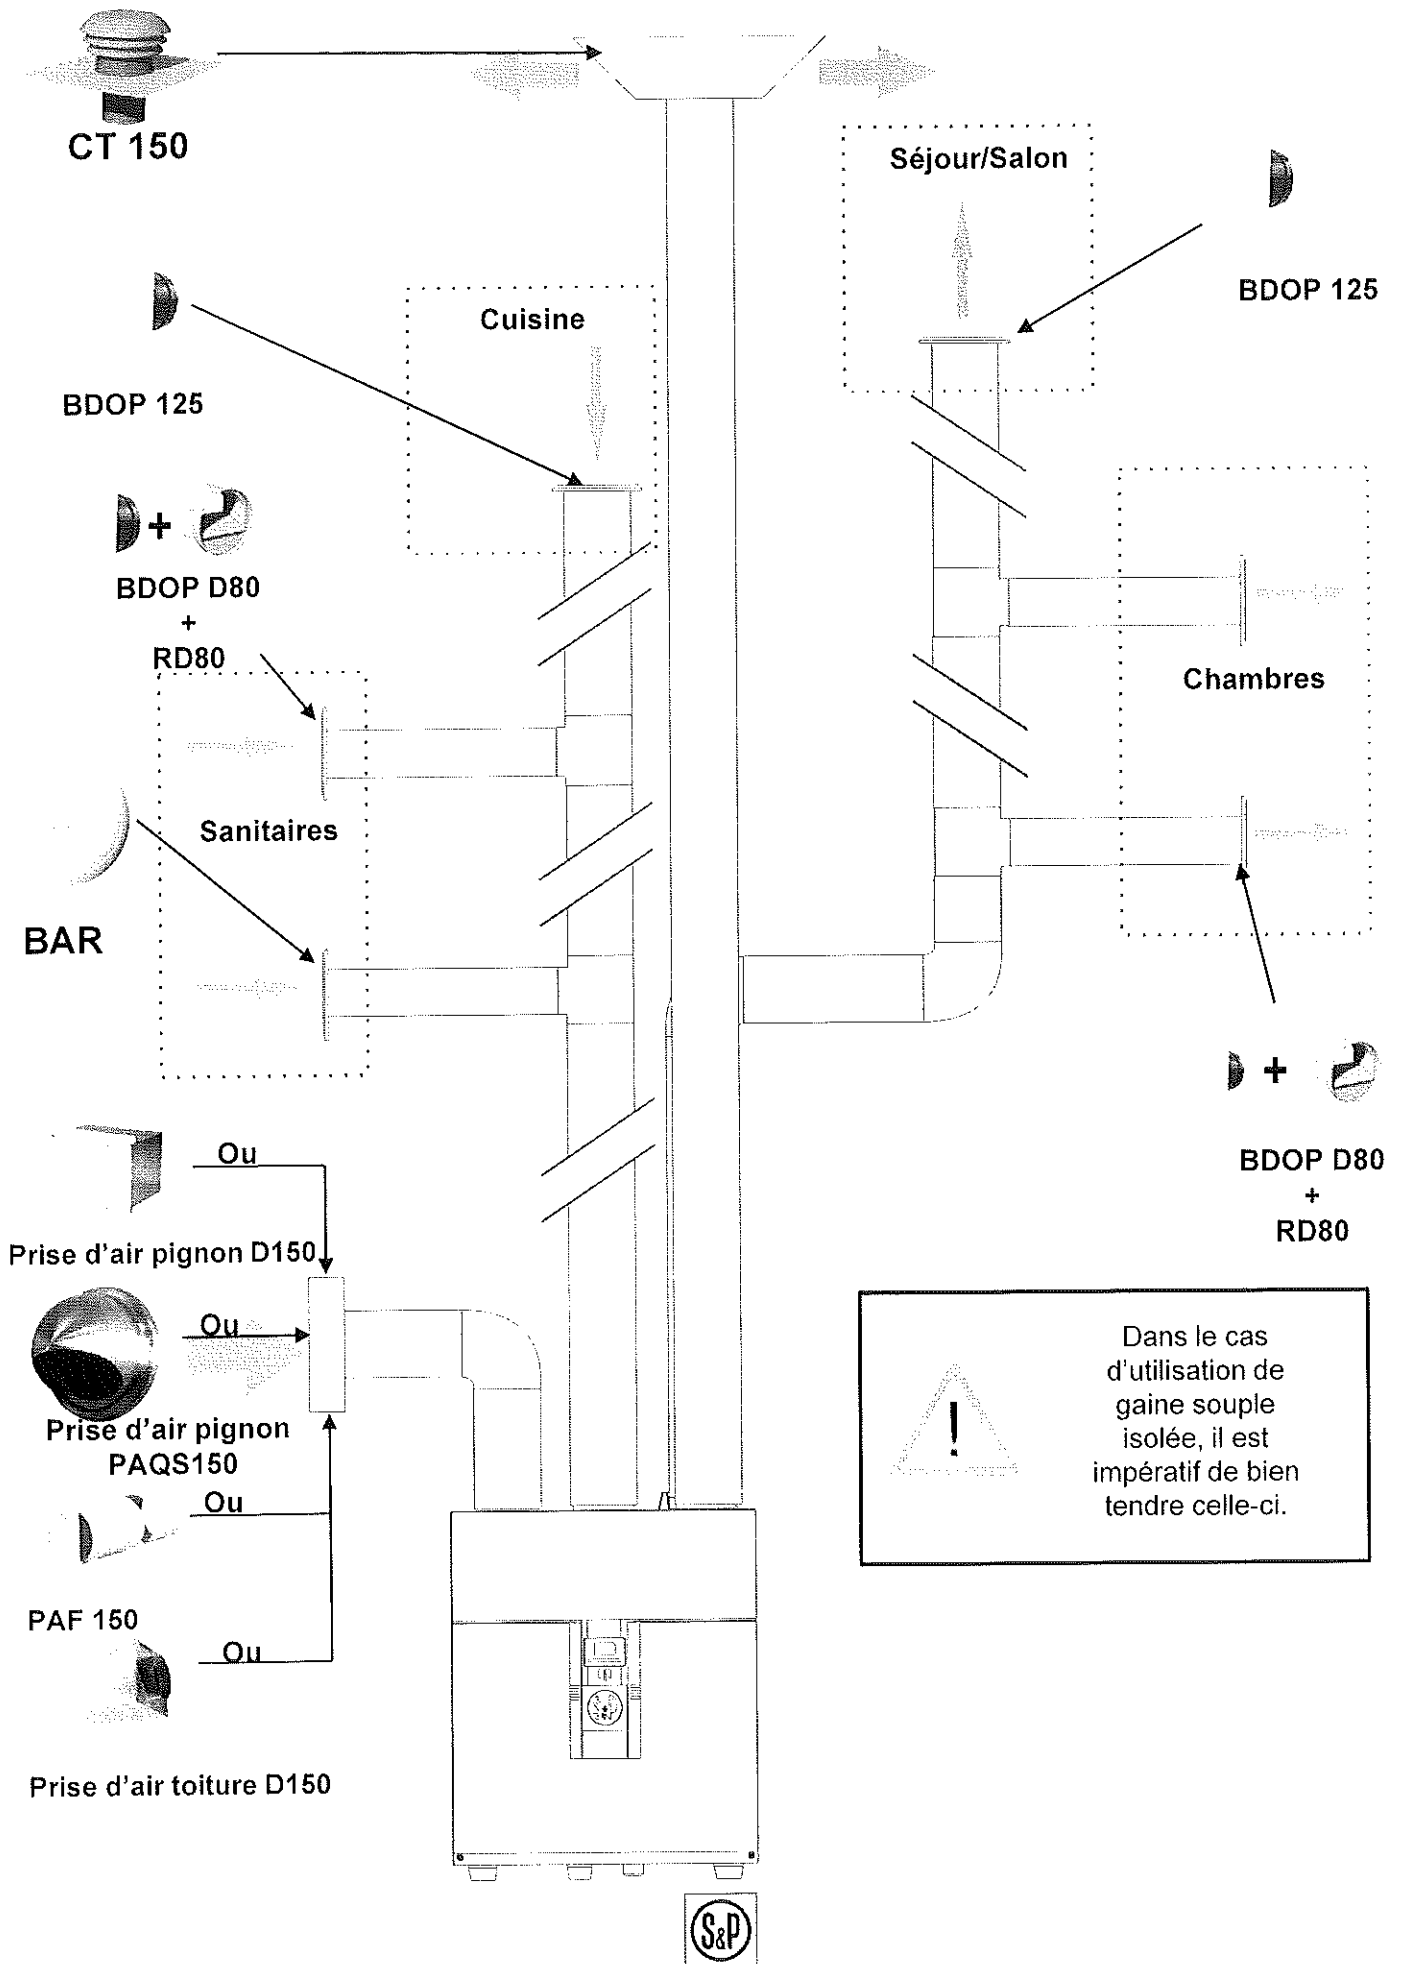 CT 150
Séjour/Salon
BDOP 125
Cuisine
BDOP 125
BDOP D80
+
RD80
Chambres
Sanitaires
BAR
Ou
Prise d'air pignon D150
BDOP D80
+
RD80
Ou
Prise d'air pignon
PAQS150
Dans le cas
d'utilisation de
gaine souple
isolée, il est
impératif de bien
tendre celle-ci.
!
Ou
PAF 150
Ou
Prise d'air toiture D150
S&P